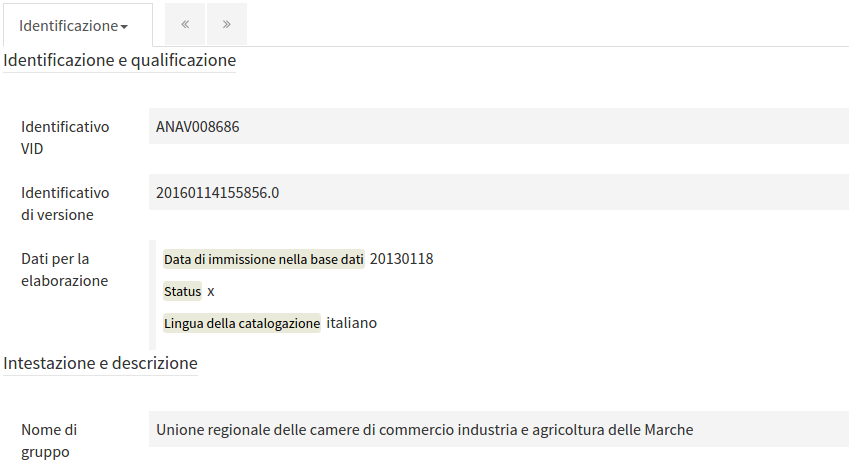 Identificazione
« »
Identificazione e qualificazione
Identificativo VID ANAV008686
Identificativo di versione 20160114155856.0
Dati per la elaborazione
Data di immissione nella base dati 20130118
Status x
Lingua della catalogazione italiano
Intestazione e descrizione
Nome di gruppo Unione regionale delle camere di commercio industria e agricoltura delle Marche